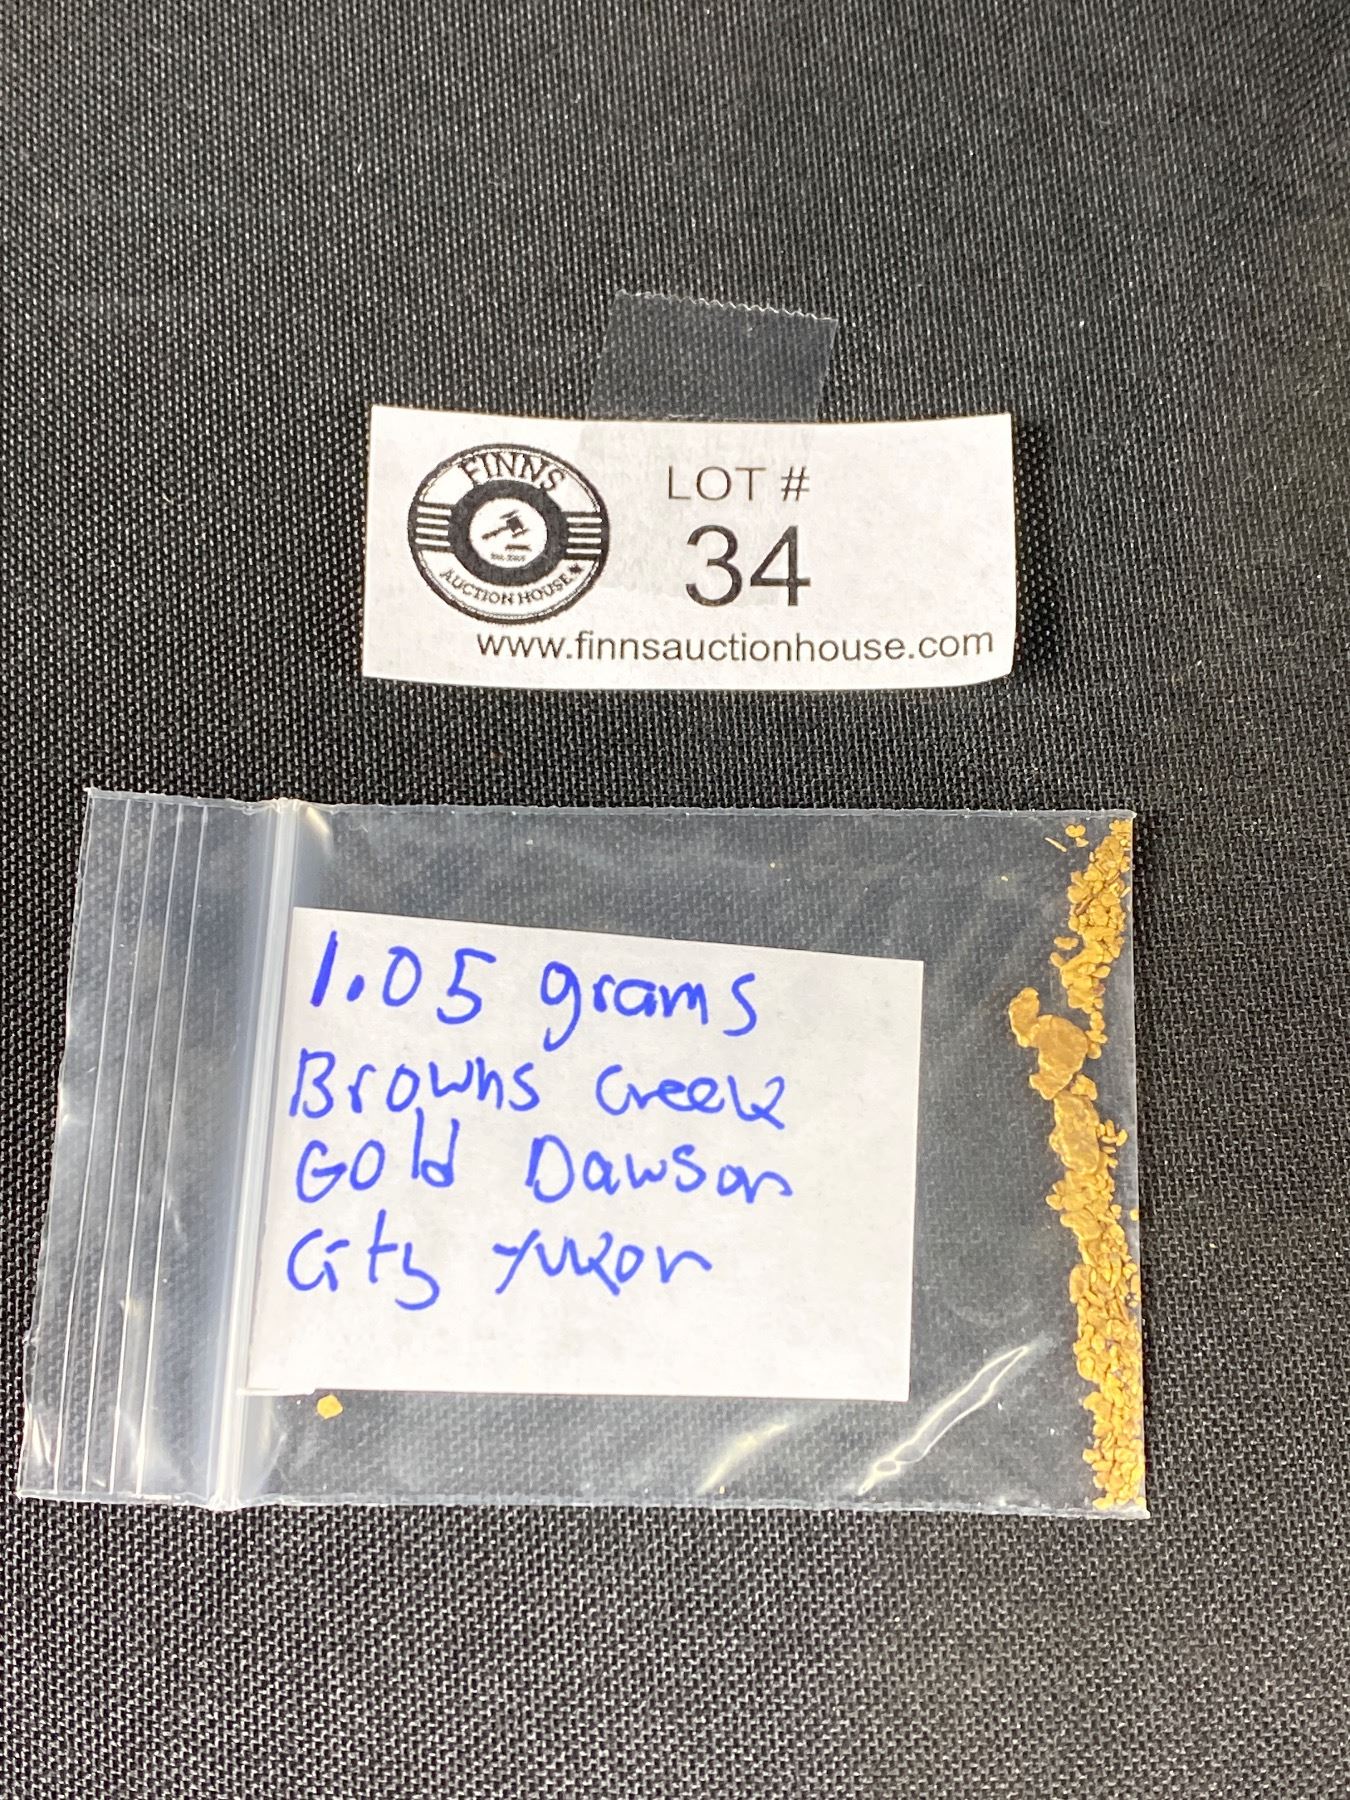 FINNS
AUCTION HOUSE
LOT #
34
www.finnsauctionhouse.com
1.05 grams
Browns Creek
Gold Dawson
City Yukon